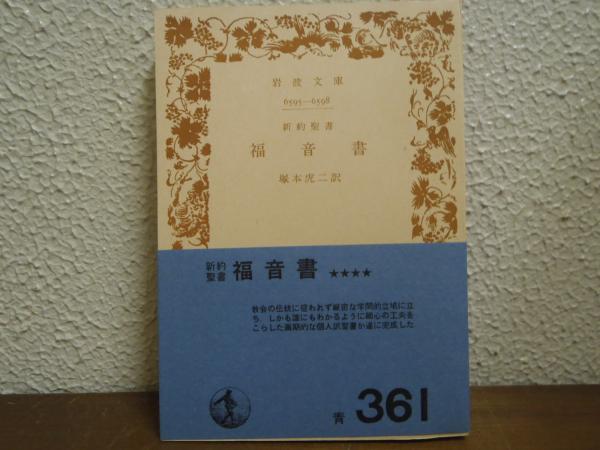 岩波文庫
6595—6598
新約聖書
福音書
塚本虎二訳
新約聖書 福音書 ★★★★
教会の伝統に捉われず厳密な学問的立場に立
ち、しかも誰にもわかるように細心の工夫を
こらした画期的な個人訳聖書が遂に完成した
青 361